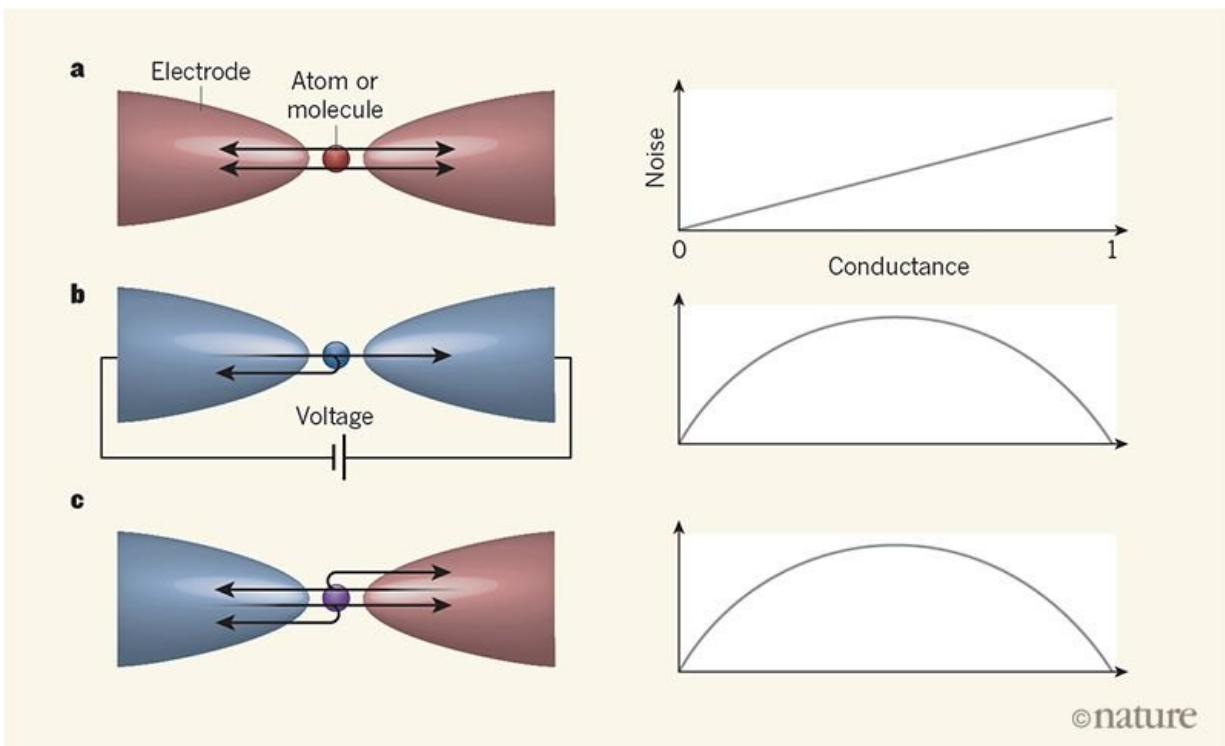 a
Electrode
Atom or
molecule
Noise
0
1
Conductance
b
Voltage
c
©nature